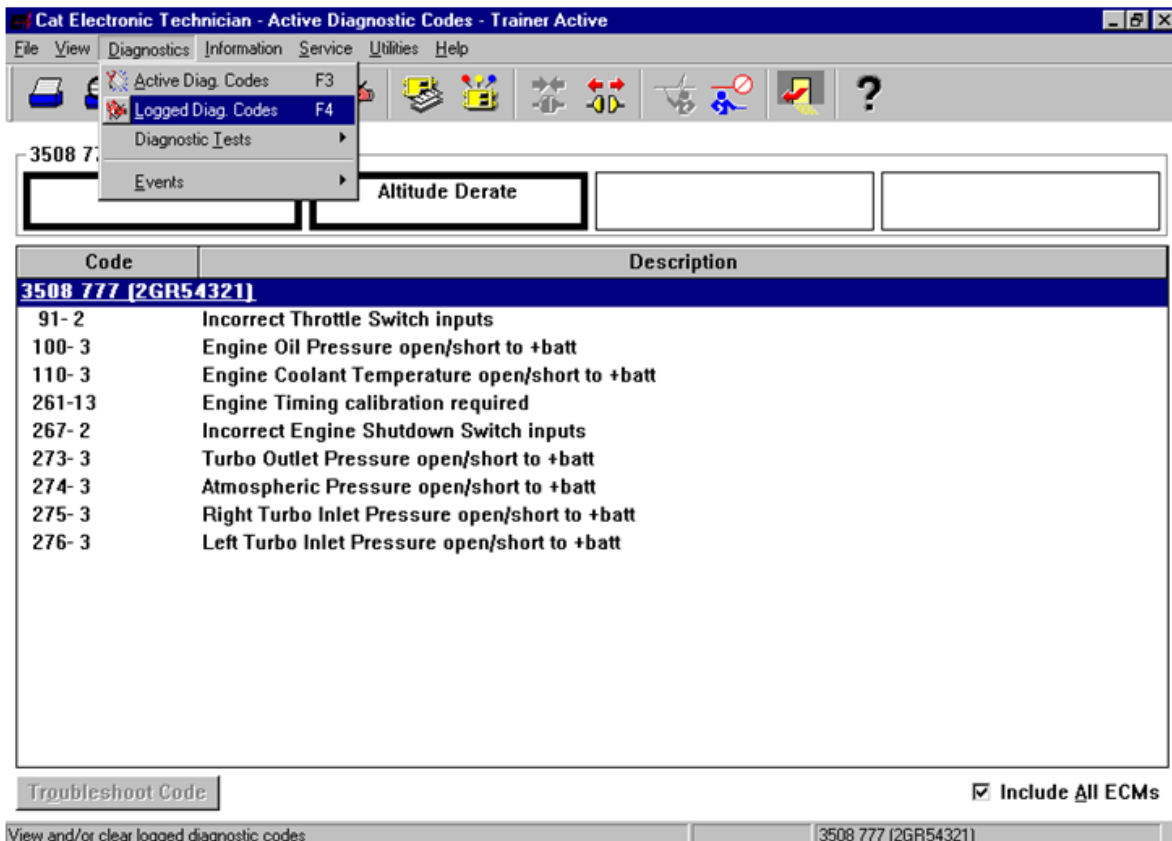 Cat Electronic Technician - Active Diagnostic Codes - Trainer Active
File View Diagnostics Information Service Utilities Help
Active Diag. Codes F3
Logged Diag. Codes F4
Diagnostic Tests
Events
?
3508 7
Altitude Derate
Code Description
3508 777 (2GR54321)
91- 2 Incorrect Throttle Switch inputs
100- 3 Engine Oil Pressure open/short to +batt
110- 3 Engine Coolant Temperature open/short to +batt
261-13 Engine Timing calibration required
267- 2 Incorrect Engine Shutdown Switch inputs
273- 3 Turbo Outlet Pressure open/short to +batt
274- 3 Atmospheric Pressure open/short to +batt
275- 3 Right Turbo Inlet Pressure open/short to +batt
276- 3 Left Turbo Inlet Pressure open/short to +batt
Troubleshoot Code
Include All ECMs
View and/or clear logged diagnostic codes 3508 777 (2GR54321)